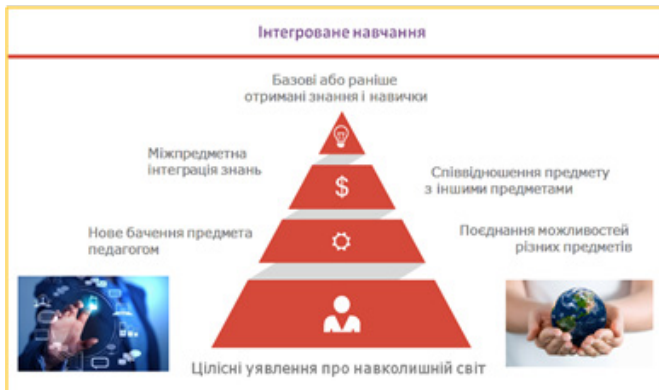 Інтегроване навчання
Базові або раніше
отримані знання і навички
Міжпредметна
інтеграція знань
$
Співвідношення предмету
з іншими предметами
Нове бачення предмета
педагогом
Поєднання можливостей
різних предметів
Цілісні уявлення про навколишній світ